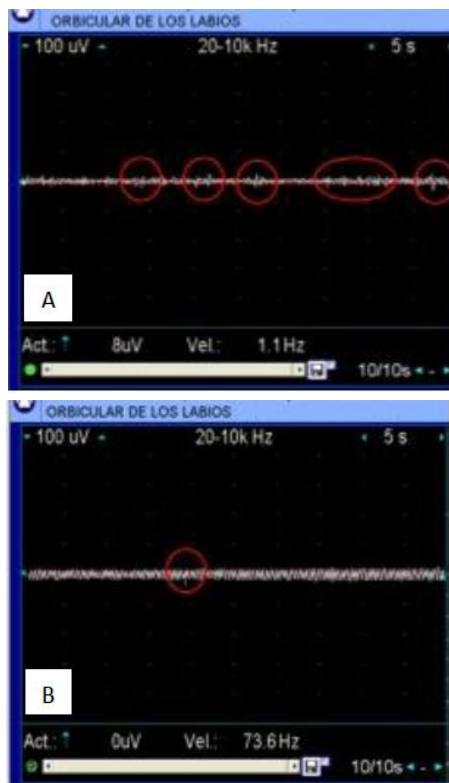 ORBICULAR DE LOS LABIOS
100 uV 20-10k Hz 5 s
A
Act.: 8uV Vel.: 1.1 Hz
10/10s
ORBICULAR DE LOS LABIOS
100 uV 20-10k Hz 5 s
B
Act.: 0uV Vel.: 73.6 Hz
10/10s